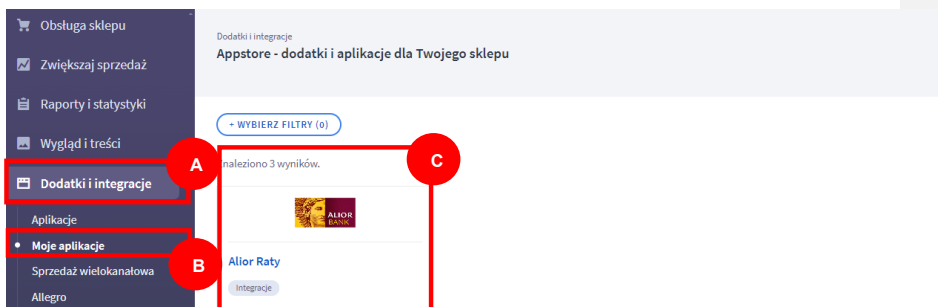 Obsługa sklepu
Zwiększaj sprzedaż
Raporty i statystyki
Wygląd i treści
A
Dodatki i integracje
Aplikacje
Moje aplikacje
B
Sprzedaż wielokanałowa
Allegro
Dodatki i integracje
Appstore - dodatki i aplikacje dla Twojego sklepu
+ WYBIERZ FILTRY (0)
C
naleziono 3 wyników.
ALIOR
BANK
Alior Raty
Integracje